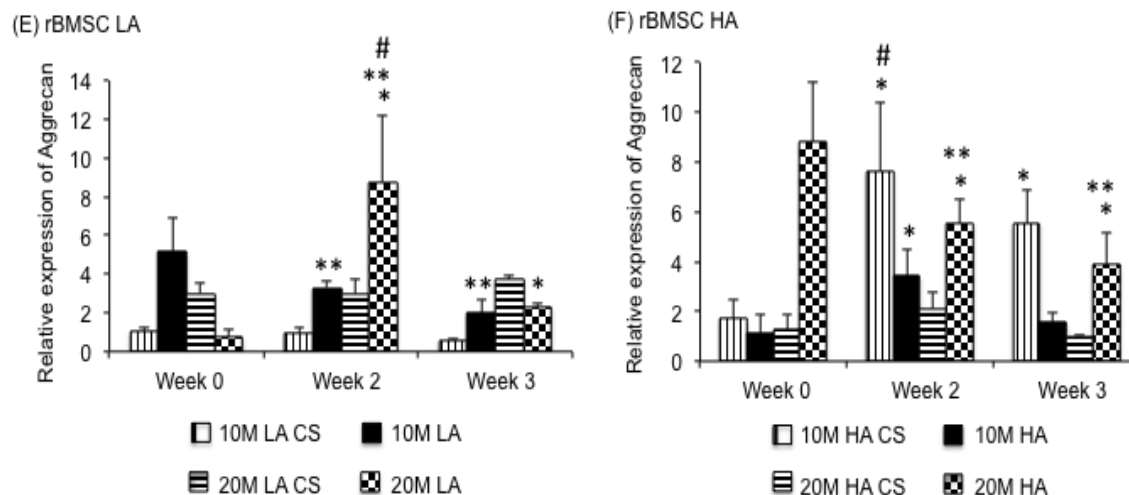 (E) rBMSC LA
Relative expression of Aggrecan
14
12
10
8
6
4
2
0
#
**
*
**
**
*
Week 0 Week 2 Week 3
10M LA CS 10M LA
20M LA CS 20M LA
(F) rBMSC HA
Relative expression of Aggrecan
12
10
8
6
4
2
0
#
*
*
**
*
*
**
*
Week 0 Week 2 Week 3
10M HA CS 10M HA
20M HA CS 20M HA